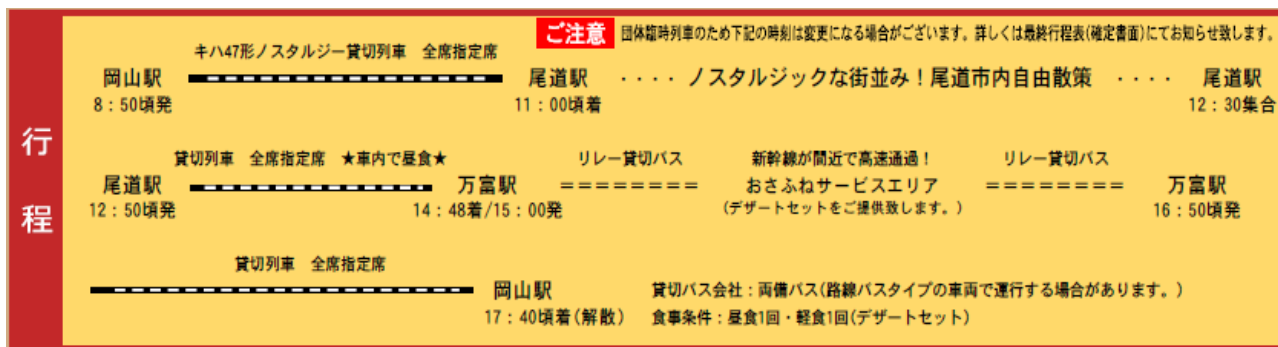 行程
ご注意 団体臨時列車のため下記の時刻は変更になる場合がございます。詳しくは最終行程表(確定書面)にてお知らせ致します。
キハ47形ノスタルジー貸切列車 全席指定席
岡山駅 尾道駅 ････ ノスタルジックな街並み！尾道市内自由散策 ････ 尾道駅
8：50頃発 11：00頃着 12：30集合
貸切列車 全席指定席 ★車内で昼食★ リレー貸切バス 新幹線が間近で高速通過！ リレー貸切バス
尾道駅 万富駅 ======== おさふねサービスエリア ======== 万富駅
12：50頃発 14：48着/15：00発 (デザートセットをご提供致します。) 16：50頃発
貸切列車 全席指定席
岡山駅 貸切バス会社：両備バス(路線バスタイプの車両で運行する場合があります。)
17：40頃着(解散) 食事条件：昼食1回・軽食1回(デザートセット)